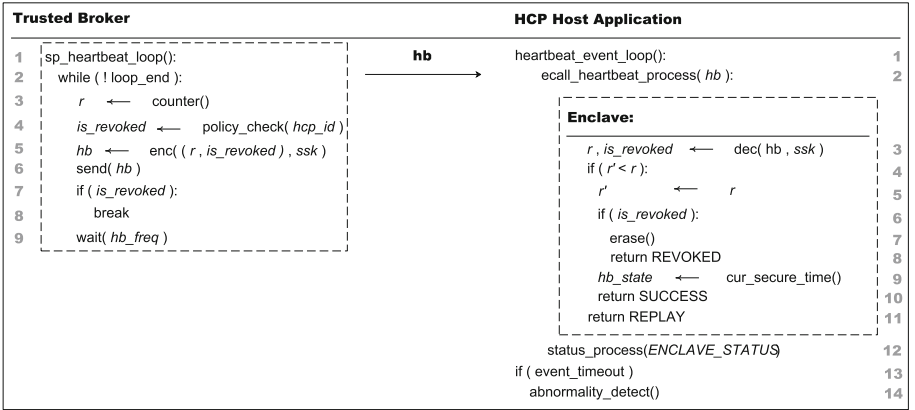 Trusted Broker
1 sp_heartbeat_loop():
2 while ( ! loop_end ):
3 r ← counter()
4 is_revoked ← policy_check( hcp_id )
5 hb ← enc( ( r , is_revoked ) , ssk )
6 send( hb )
7 if ( is_revoked ):
8 break
9 wait( hb_freq )
hb
HCP Host Application
heartbeat_event_loop(): 1
ecall_heartbeat_process( hb ): 2
Enclave:
r , is_revoked ← dec( hb , ssk ) 3
if ( r' < r ): 4
r' ← r 5
if ( is_revoked ): 6
erase() 7
return REVOKED 8
hb_state ← cur_secure_time() 9
return SUCCESS 10
return REPLAY 11
status_process(ENCLAVE_STATUS) 12
if ( event_timeout ) 13
abnormality_detect() 14